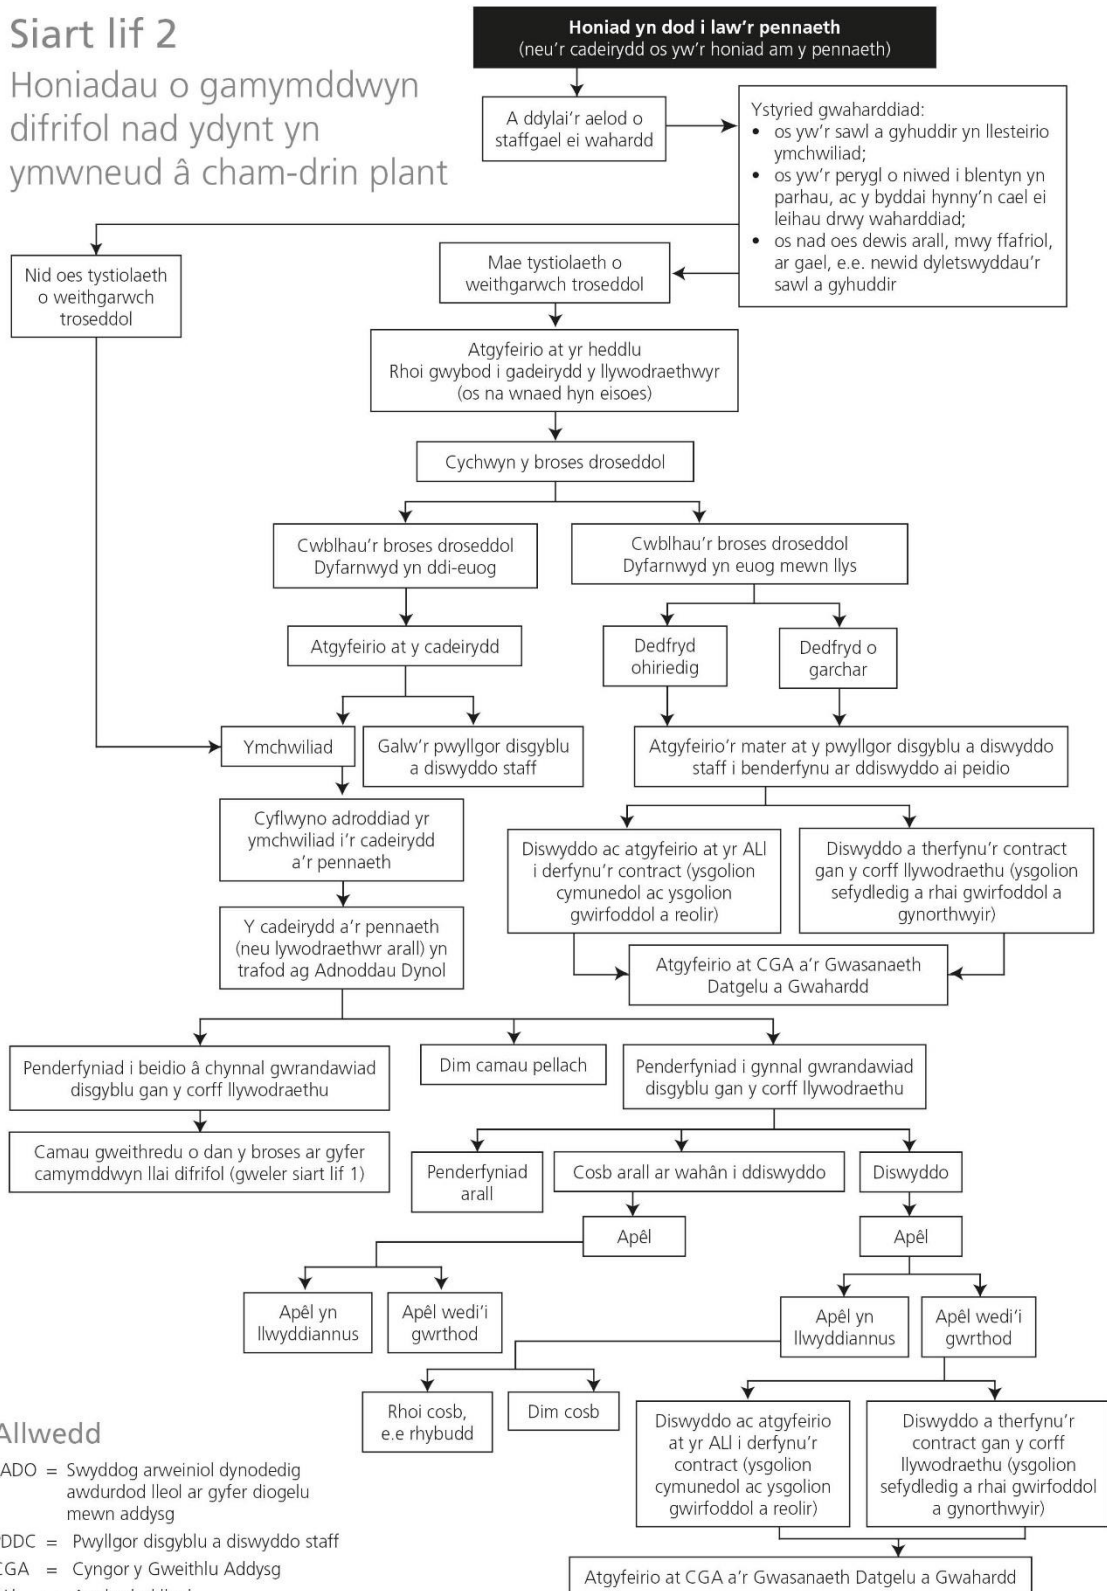 Siart lif 2
Honiadau o gamymddwyn
difrifol nad ydynt yn
ymwneud â cham-drin plant
Honiad yn dod i law'r pennaeth
(neu'r cadeirydd os yw'r honiad am y pennaeth)
A ddylai'r aelod o
staffgael ei wahardd
Ystyried gwaharddiad:
• os yw'r sawl a gyhuddir yn llesteirio
ymchwiliad;
• os yw'r perygl o niwed i blentyn yn
parhau, ac y byddai hynny'n cael ei
leihau drwy waharddiad;
• os nad oes dewis arall, mwy ffafriol,
ar gael, e.e. newid dyletswyddau'r
sawl a gyhuddir
Nid oes tystiolaeth
o weithgarwch
troseddol
Mae tystiolaeth o
weithgarwch troseddol
Atgyfeirio at yr heddlu
Rhoi gwybod i gadeirydd y llywodraethwyr
(os na wnaed hyn eisoes)
Cychwyn y broses droseddol
Cwblhau'r broses droseddol
Dyfarnwyd yn ddi-euog
Cwblhau'r broses droseddol
Dyfarnwyd yn euog mewn llys
Atgyfeirio at y cadeirydd
Dedfryd
ohiriedig
Dedfryd o
garchar
Ymchwiliad
Galw'r pwyllgor disgyblu
a diswyddo staff
Atgyfeirio'r mater at y pwyllgor disgyblu a diswyddo
staff i benderfynu ar ddiswyddo ai peidio
Cyflwyno adroddiad yr
ymchwiliad i'r cadeirydd
a'r pennaeth
Diswyddo ac atgyfeirio at yr ALl
i derfynu'r contract (ysgolion
cymunedol ac ysgolion
gwirfoddol a reolir)
Diswyddo a therfynu'r contract
gan y corff llywodraethu (ysgolion
sefydledig a rhai gwirfoddol a
gynorthwyir)
Y cadeirydd a'r pennaeth
(neu lywodraethwr arall) yn
trafod ag Adnoddau Dynol
Atgyfeirio at CGA a'r Gwasanaeth
Datgelu a Gwahardd
Penderfyniad i beidio â chynnal gwrandawiad
disgyblu gan y corff llywodraethu
Dim camau pellach
Penderfyniad i gynnal gwrandawiad
disgyblu gan y corff llywodraethu
Camau gweithredu o dan y broses ar gyfer
camymddwyn llai difrifol (gweler siart lif 1)
Penderfyniad
arall
Cosb arall ar wahân i ddiswyddo
Diswyddo
Apêl
Apêl
Apêl yn
llwyddiannus
Apêl wedi'i
gwrthod
Apêl yn
llwyddiannus
Apêl wedi'i
gwrthod
Rhoi cosb,
e.e rhybudd
Dim cosb
Diswyddo ac atgyfeirio
at yr ALl i derfynu'r
contract (ysgolion
cymunedol ac ysgolion
gwirfoddol a reolir)
Diswyddo a therfynu'r
contract gan y corff
llywodraethu (ysgolion
sefydledig a rhai gwirfoddol
a gynorthwyir)
Atgyfeirio at CGA a'r Gwasanaeth Datgelu a Gwahardd
Allwedd
ADO = Swyddog arweiniol dynodedig
awdurdod lleol ar gyfer diogelu
mewn addysg
DDC = Pwyllgor disgyblu a diswyddo staff
CGA = Cyngor y Gweithlu Addysg